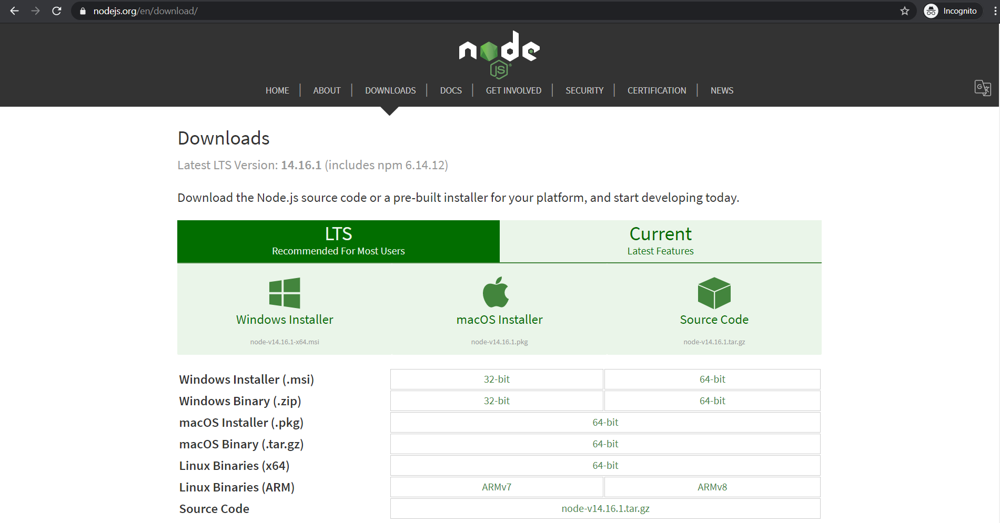 nodejs.org/en/download/
Incognito
node
JS®
HOME | ABOUT | DOWNLOADS | DOCS | GET INVOLVED | SECURITY | CERTIFICATION | NEWS
G
Downloads
Latest LTS Version: 14.16.1 (includes npm 6.14.12)
Download the Node.js source code or a pre-built installer for your platform, and start developing today.
LTS
Recommended For Most Users
Current
Latest Features
Windows Installer
node-v14.16.1-x64.msi
macOS Installer
node-v14.16.1.pkg
Source Code
node-v14.16.1.tar.gz
Windows Installer (.msi) 32-bit 64-bit
Windows Binary (.zip) 32-bit 64-bit
macOS Installer (.pkg) 64-bit
macOS Binary (.tar.gz) 64-bit
Linux Binaries (x64) 64-bit
Linux Binaries (ARM) ARMv7 ARMv8
Source Code node-v14.16.1.tar.gz